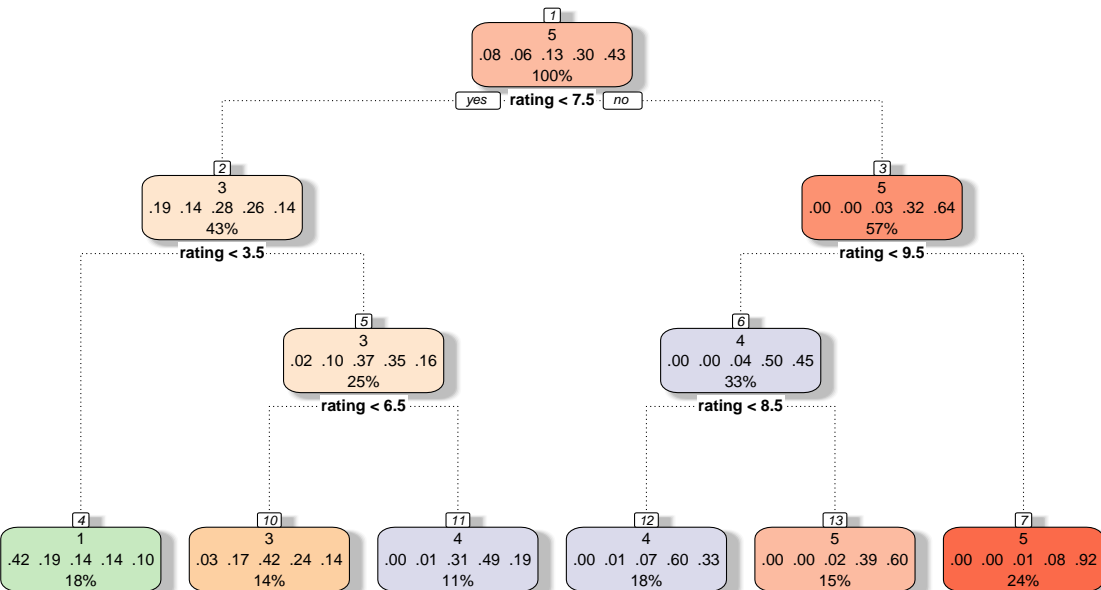 1
5
.08 .06 .13 .30 .43
100%
yes rating < 7.5 no
2 3
3 5
.19 .14 .28 .26 .14 .00 .00 .03 .32 .64
43% 57%
rating < 3.5 rating < 9.5
5 6
3 4
.02 .10 .37 .35 .16 .00 .00 .04 .50 .45
25% 33%
rating < 6.5 rating < 8.5
4 10 11 12 13 7
1 3 4 4 5 5
.42 .19 .14 .14 .10 .03 .17 .42 .24 .14 .00 .01 .31 .49 .19 .00 .01 .07 .60 .33 .00 .00 .02 .39 .60 .00 .00 .01 .08 .92
18% 14% 11% 18% 15% 24%